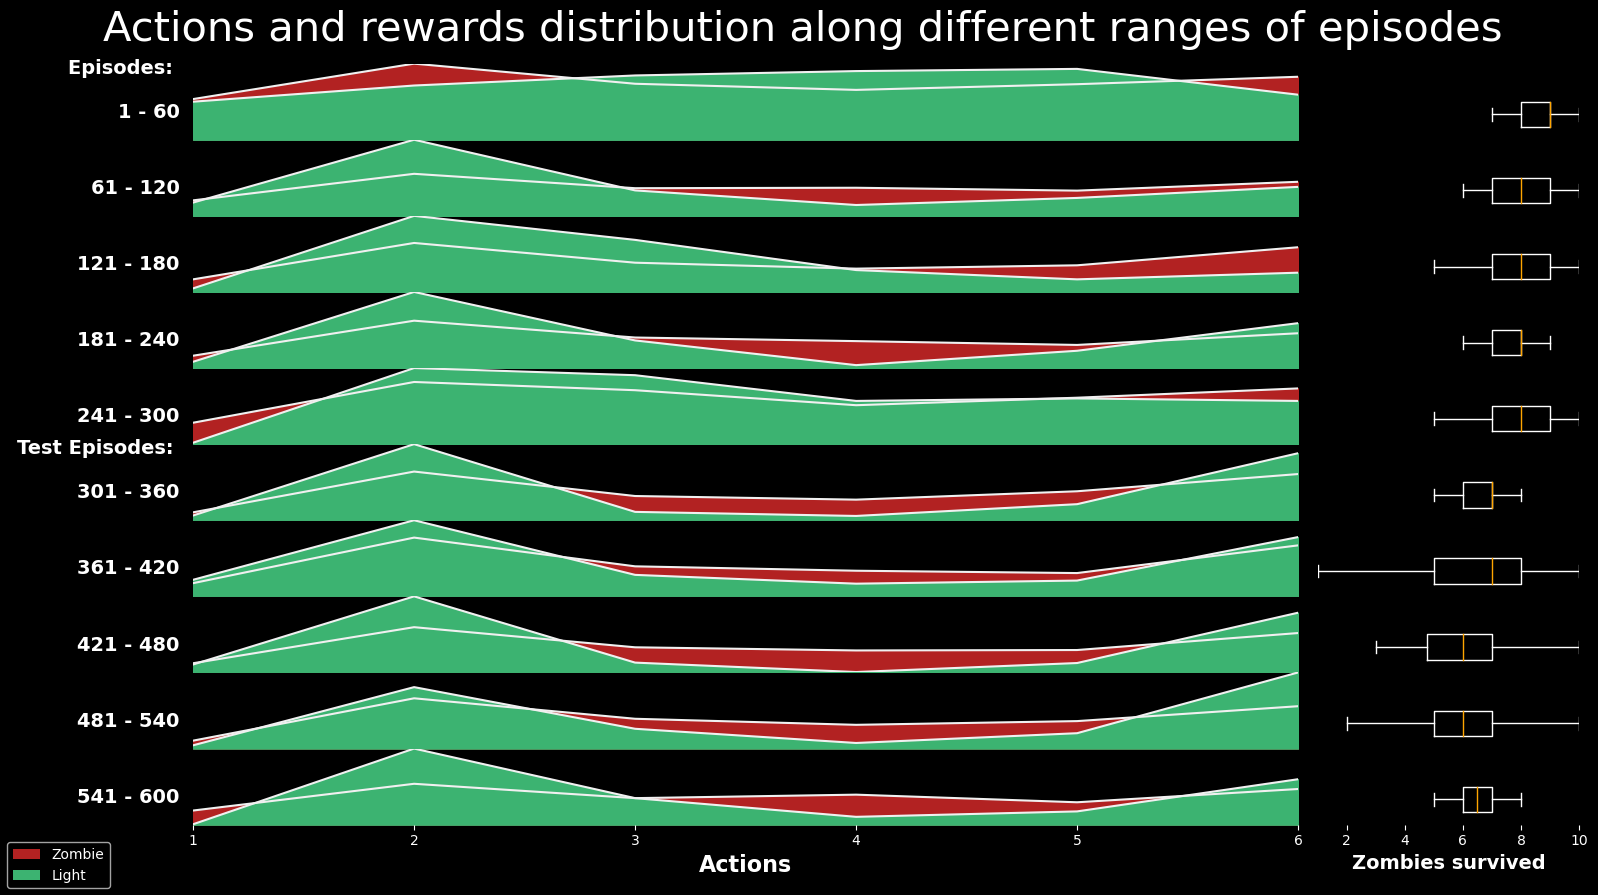 Actions and rewards distribution along different ranges of episodes
Episodes:
1 - 60
61 - 120
121 - 180
181 - 240
241 - 300
Test Episodes:
301 - 360
361 - 420
421 - 480
481 - 540
541 - 600
1 2 3 4 5 6 2 4 6 8 10
Actions Zombies survived
Zombie
Light